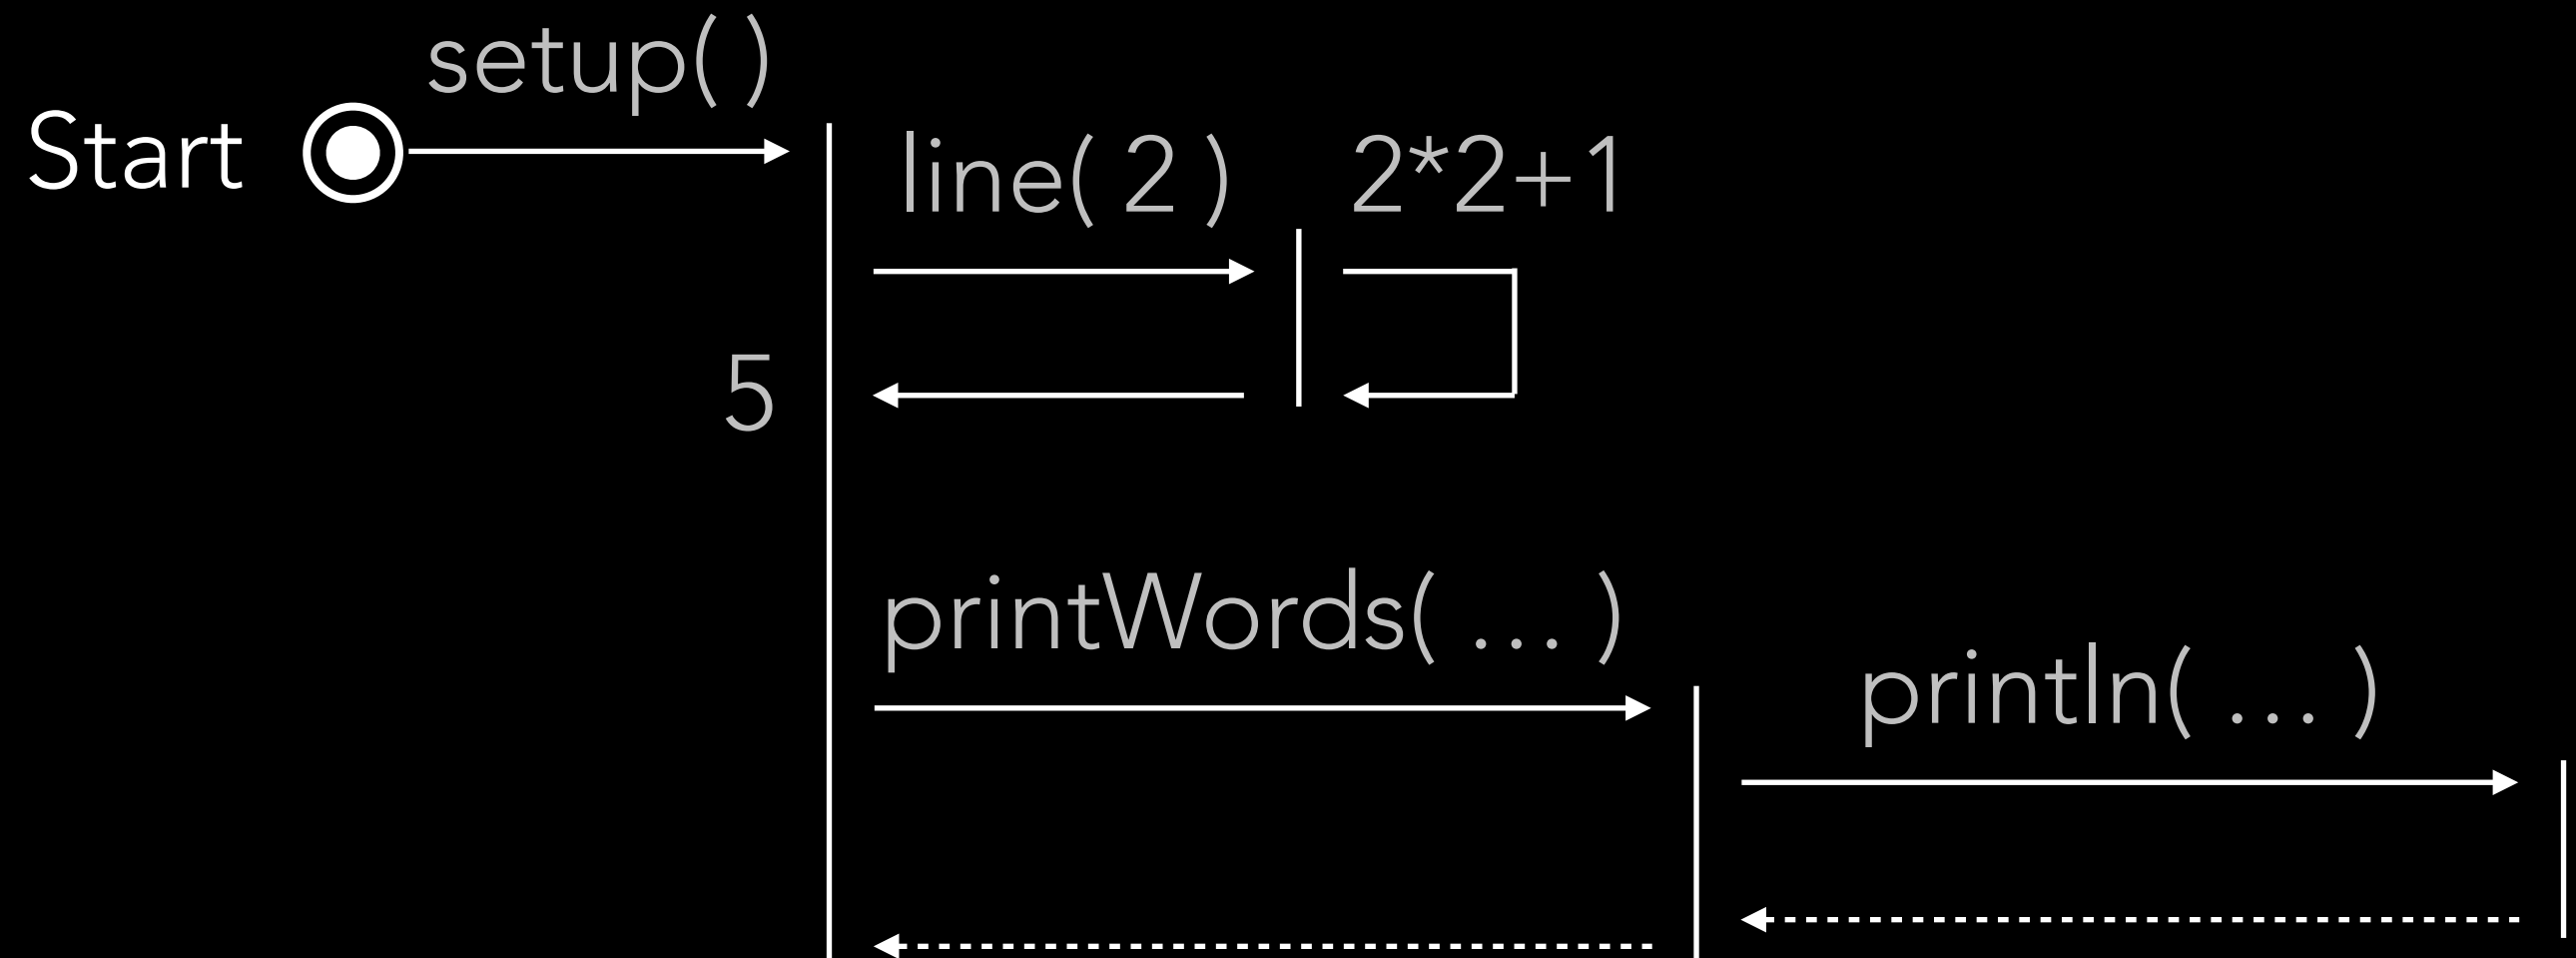 setup( )
Start
line( 2 )
2*2+1
5
printWords( ... )
println( ... )